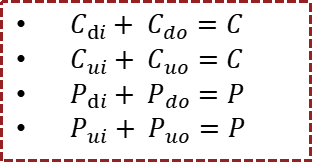 • C_di + C_do = C
• C_ui + C_uo = C
• P_di + P_do = P
• P_ui + P_uo = P